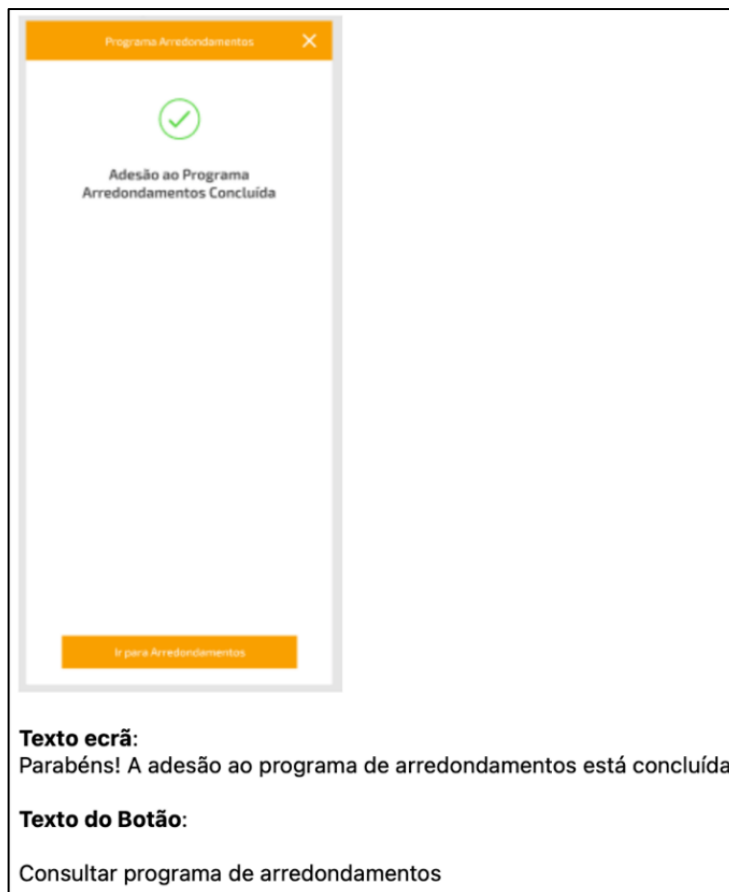 Programa Arredondamentos
Adesão ao Programa
Arredondamentos Concluída
Ir para Arredondamentos
Texto ecrã:
Parabéns! A adesão ao programa de arredondamentos está concluída
Texto do Botão:
Consultar programa de arredondamentos